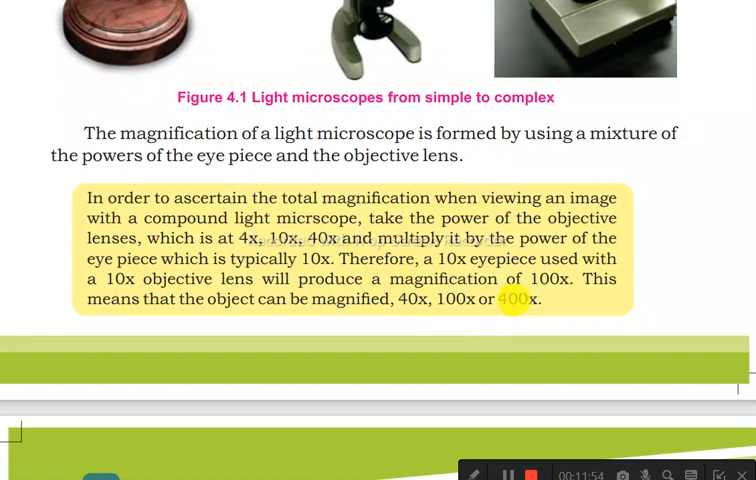 Figure 4.1 Light microscopes from simple to complex
The magnification of a light microscope is formed by using a mixture of
the powers of the eye piece and the objective lens.
In order to ascertain the total magnification when viewing an image
with a compound light micrscope, take the power of the objective
lenses, which is at 4x, 10x, 40x and multiply it by the power of the
eye piece which is typically 10x. Therefore, a 10x eyepiece used with
a 10x objective lens will produce a magnification of 100x. This
means that the object can be magnified, 40x, 100x or 400x.
00:11:54